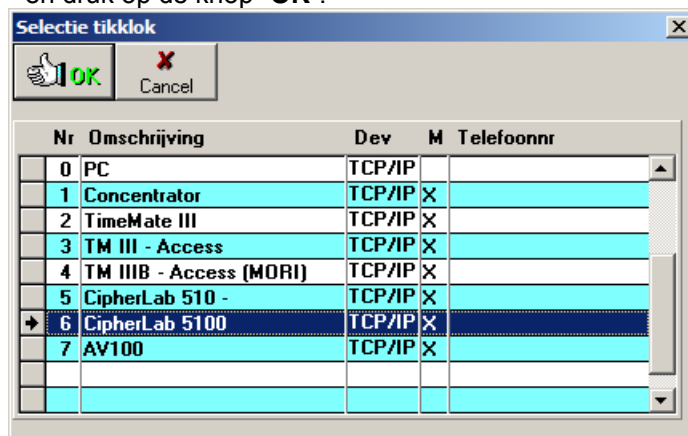 en druk op de knop "OK".
Selectie tikklok
OK
Cancel
Nr Omschrijving Dev M Telefoonnr
0 PC TCP/IP
1 Concentrator TCP/IP X
2 TimeMate III TCP/IP X
3 TM III - Access TCP/IP X
4 TM IIIB - Access (MORI) TCP/IP X
5 CipherLab 510 - TCP/IP X
6 CipherLab 5100 TCP/IP X
7 AV100 TCP/IP X